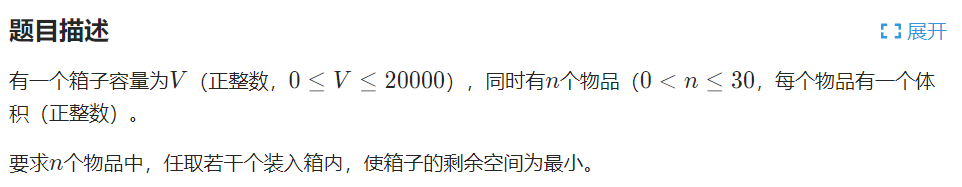 题目描述
展开
有一个箱子容量为V（正整数，0 ≤ V ≤ 20000），同时有n个物品（0 < n ≤ 30，每个物品有一个体
积（正整数）。
要求n个物品中，任取若干个装入箱内，使箱子的剩余空间为最小。